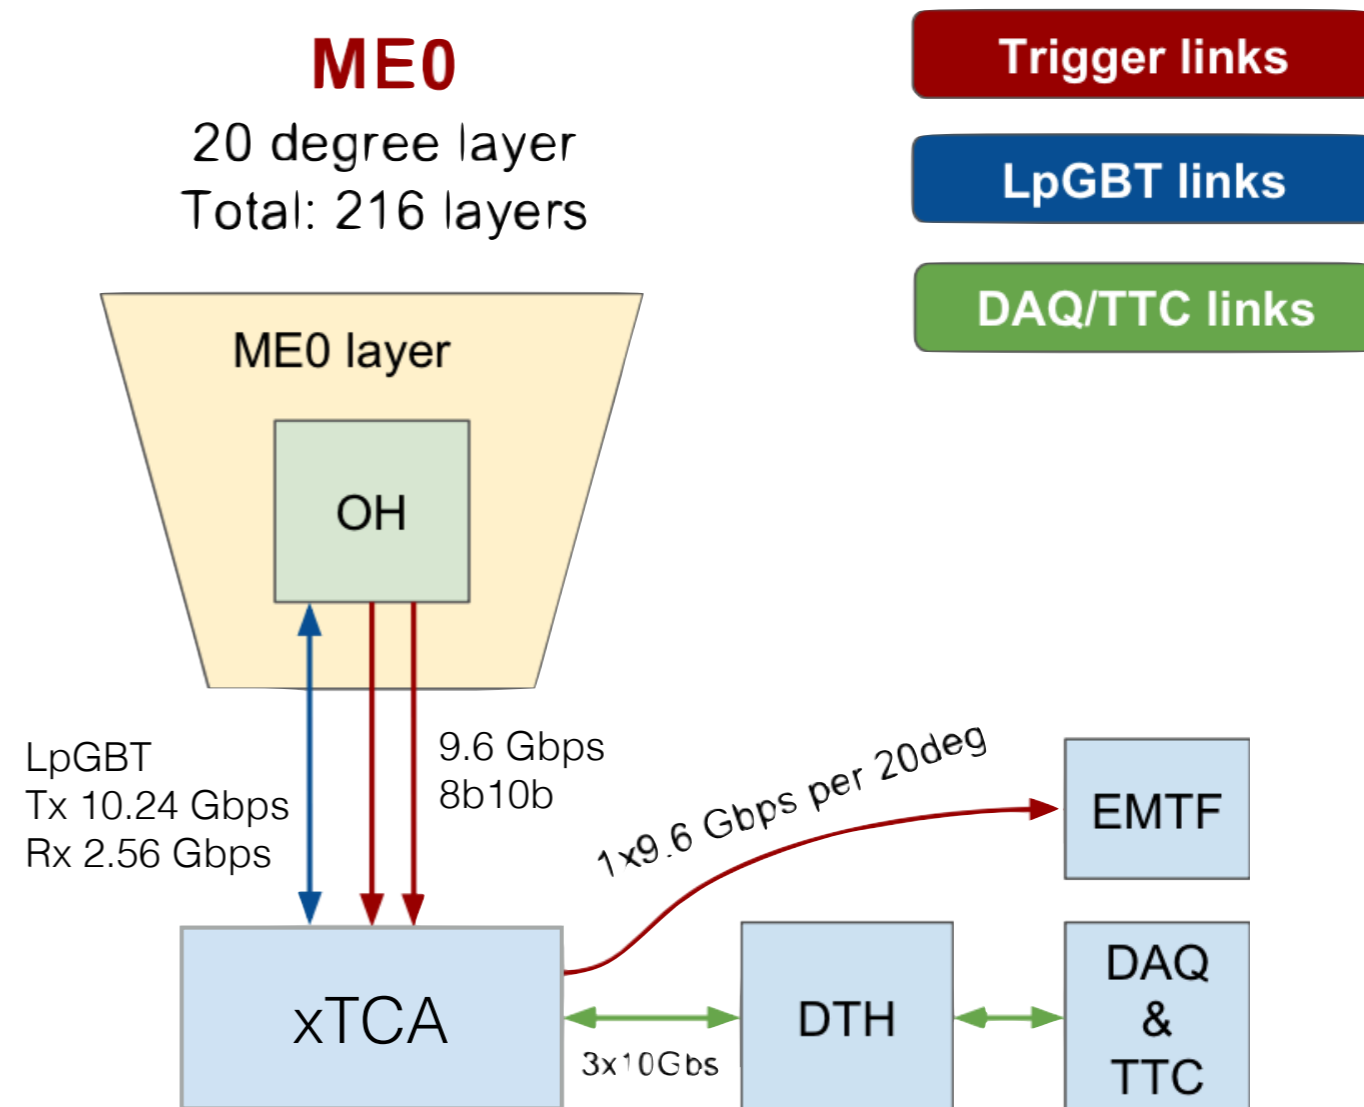 ME0
20 degree layer
Total: 216 layers
Trigger links
LpGBT links
DAQ/TTC links
ME0 layer
OH
LpGBT
Tx 10.24 Gbps
Rx 2.56 Gbps
9.6 Gbps
8b10b
1x9.6 Gbps per 20deg
EMTF
xTCA
3x10Gbs
DTH
DAQ
&
TTC